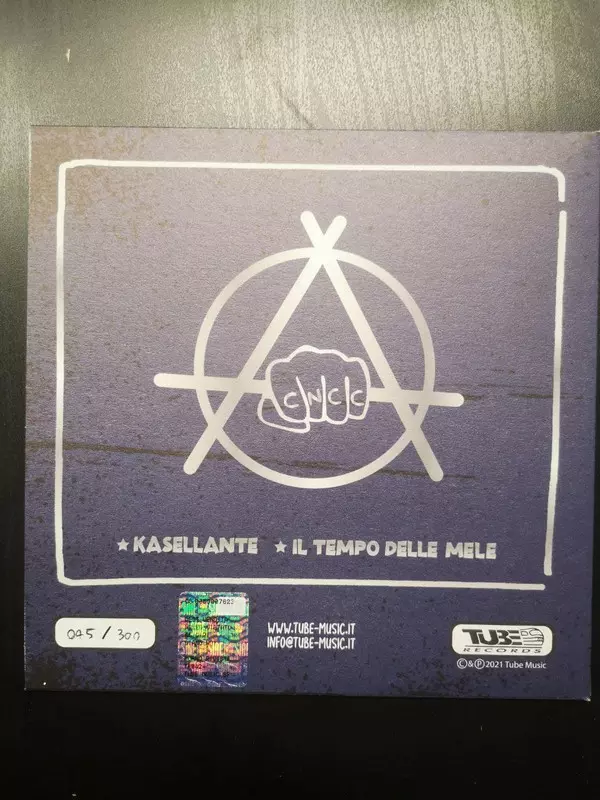 CNCC
★ KASELLANTE ★ IL TEMPO DELLE MELE
045 / 300
WWW.TUBE-MUSIC.IT
INFO@TUBE-MUSIC.IT
TUBE
RECORDS
©&℗2021 Tube Music